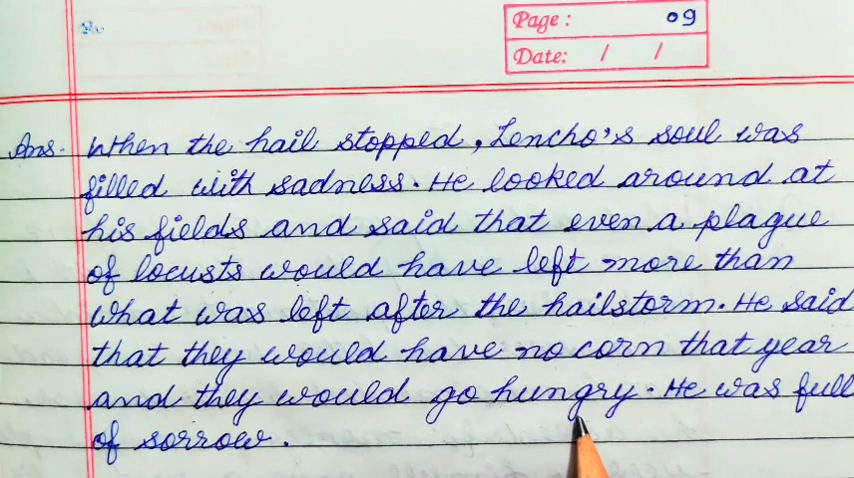 Page : 09
Date: / /
Ans. When the hail stopped, Lencho's soul was
filled with sadness. He looked around at
his fields and said that even a plague
of locusts would have left more than
what was left after the hailstorm. He said
that they would have no corn that year
and they would go hungry. He was full
of sorrow.